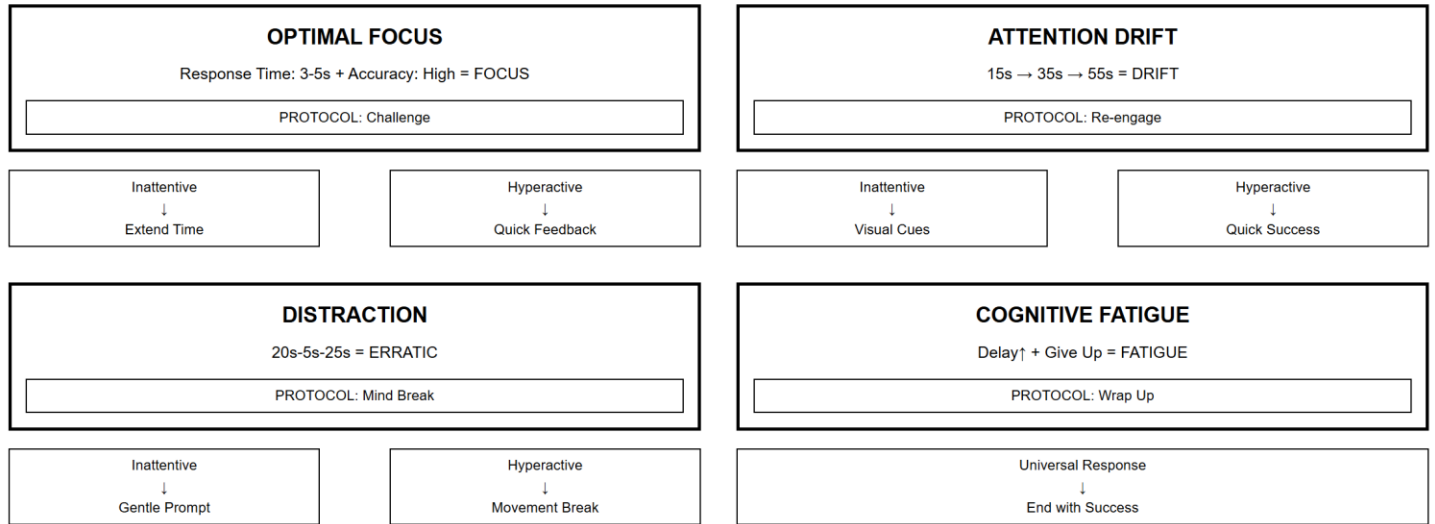 OPTIMAL FOCUS
Response Time: 3-5s + Accuracy: High = FOCUS
PROTOCOL: Challenge
Inattentive
↓
Extend Time
Hyperactive
↓
Quick Feedback
ATTENTION DRIFT
15s → 35s → 55s = DRIFT
PROTOCOL: Re-engage
Inattentive
↓
Visual Cues
Hyperactive
↓
Quick Success
DISTRACTION
20s-5s-25s = ERRATIC
PROTOCOL: Mind Break
Inattentive
↓
Gentle Prompt
Hyperactive
↓
Movement Break
COGNITIVE FATIGUE
Delay↑ + Give Up = FATIGUE
PROTOCOL: Wrap Up
Universal Response
↓
End with Success